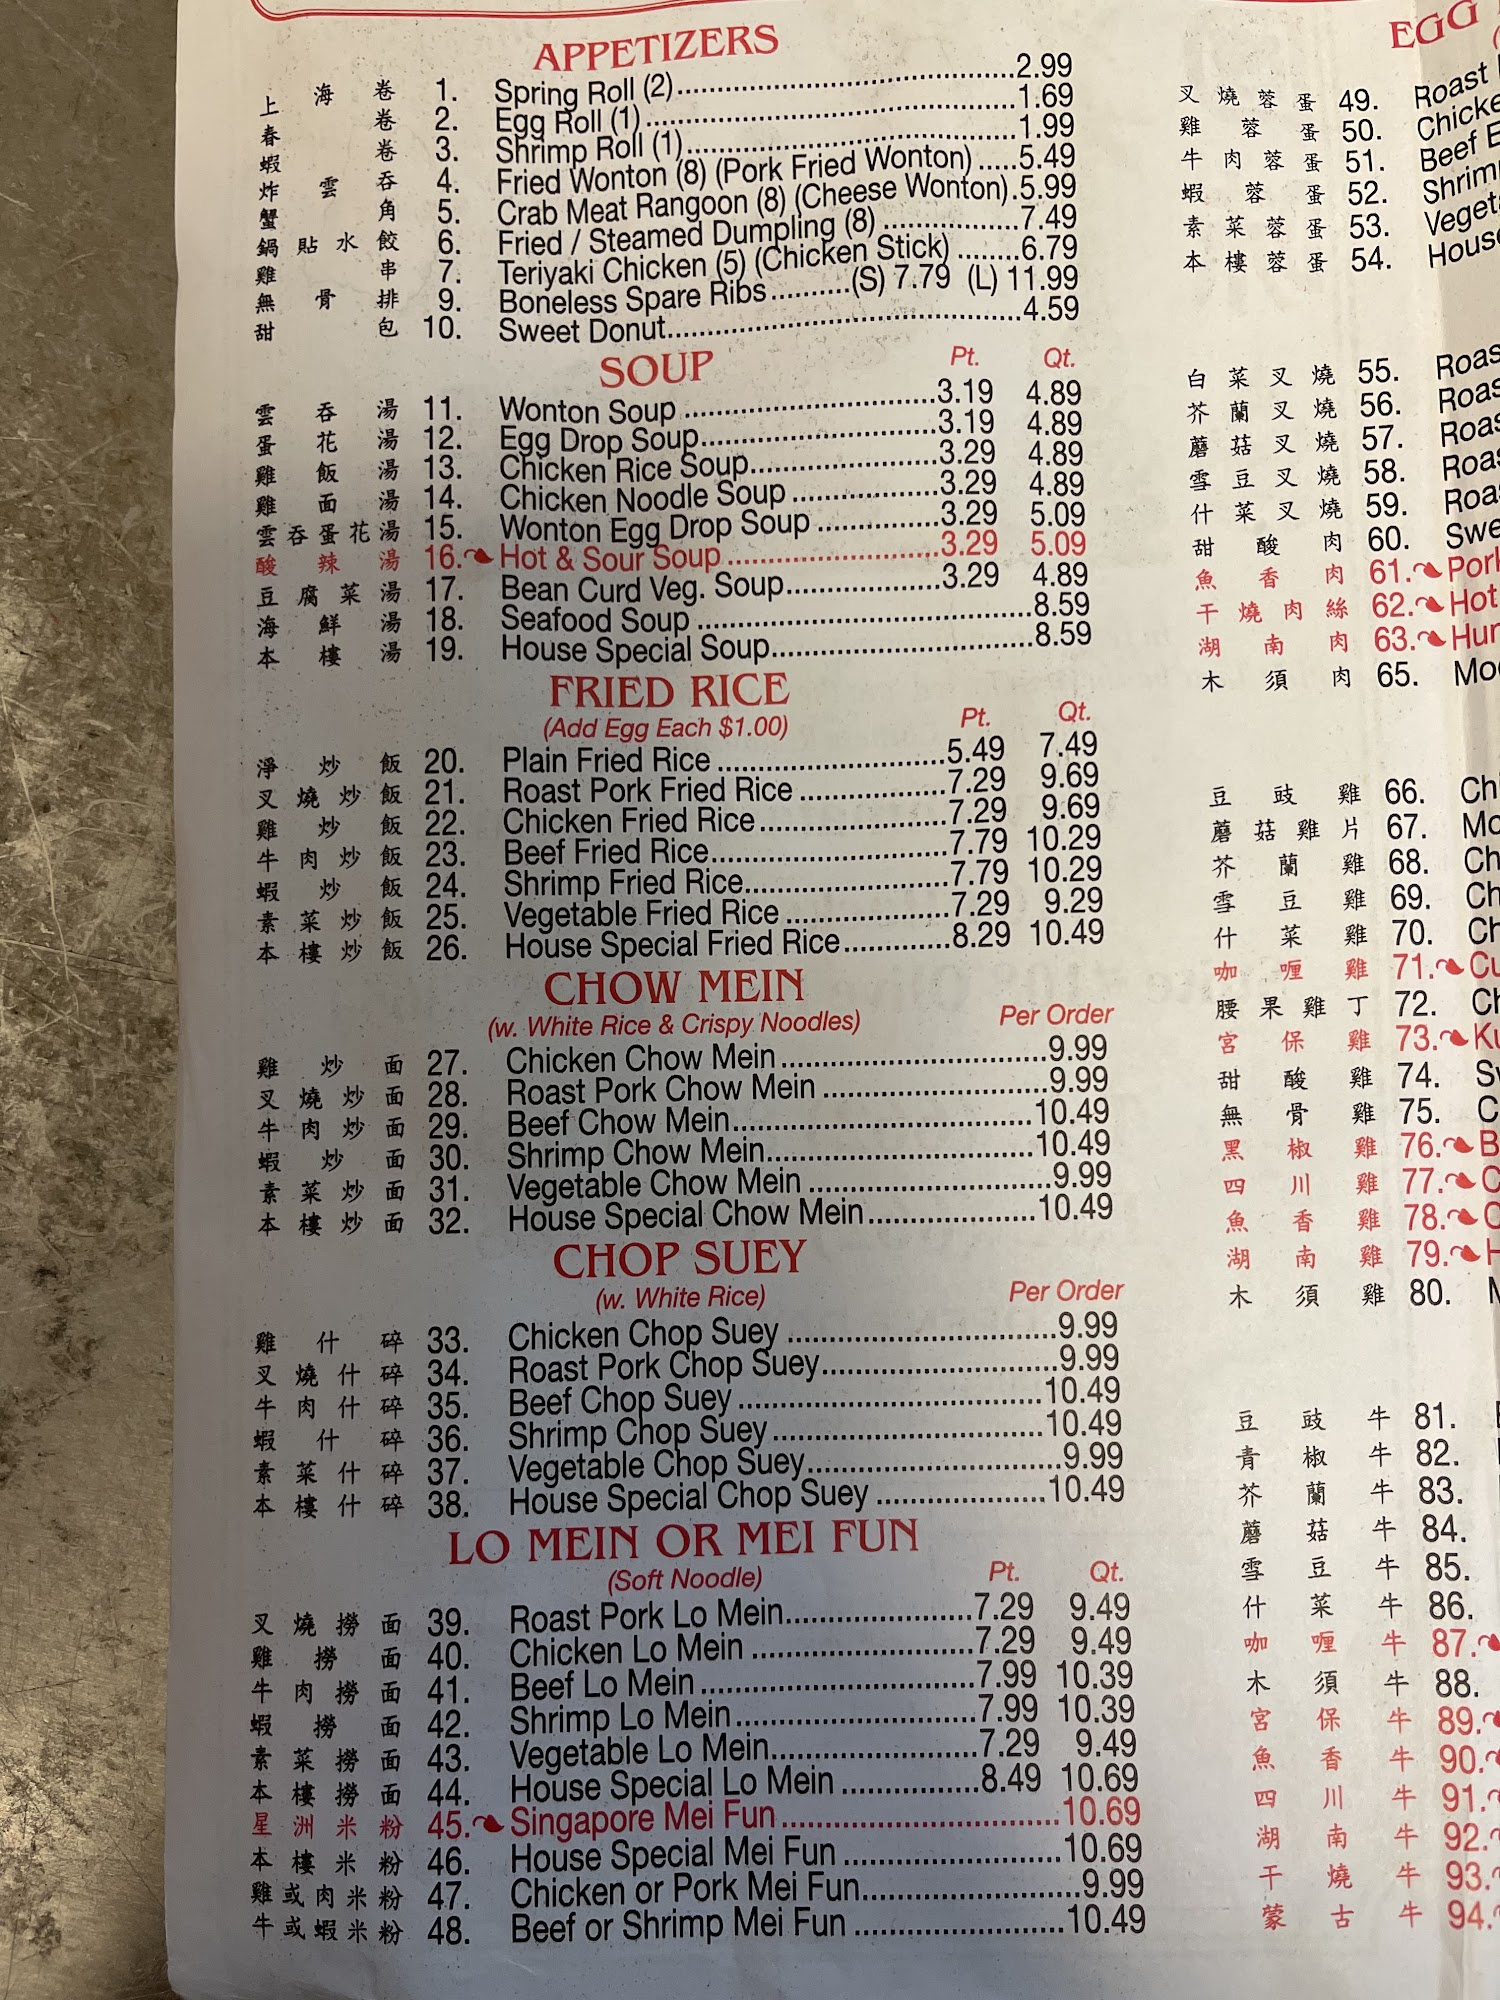 APPETIZERS
上海卷 1. Spring Roll (2) 2.99
春卷 2. Egg Roll (1) 1.69
蝦卷 3. Shrimp Roll (1) 1.99
炸雲吞 4. Fried Wonton (8) (Pork Fried Wonton) 5.49
蟹角 5. Crab Meat Rangoon (8) (Cheese Wonton) 5.99
鍋貼水餃 6. Fried / Steamed Dumpling (8) 7.49
雞串 7. Teriyaki Chicken (5) (Chicken Stick) 6.79
無骨排 9. Boneless Spare Ribs (S) 7.79 (L) 11.99
甜包 10. Sweet Donut 4.59
SOUP Pt. Qt.
雲吞湯 11. Wonton Soup 3.19 4.89
蛋花湯 12. Egg Drop Soup 3.19 4.89
雞飯湯 13. Chicken Rice Soup 3.29 4.89
雞面湯 14. Chicken Noodle Soup 3.29 4.89
雲吞蛋花湯 15. Wonton Egg Drop Soup 3.29 5.09
酸辣湯 16. Hot & Sour Soup 3.29 5.09
豆腐菜湯 17. Bean Curd Veg. Soup 3.29 4.89
海鮮湯 18. Seafood Soup 8.59
本樓湯 19. House Special Soup 8.59
FRIED RICE
(Add Egg Each $1.00) Pt. Qt.
淨炒飯 20. Plain Fried Rice 5.49 7.49
叉燒炒飯 21. Roast Pork Fried Rice 7.29 9.69
雞炒飯 22. Chicken Fried Rice 7.29 9.69
牛肉炒飯 23. Beef Fried Rice 7.79 10.29
蝦炒飯 24. Shrimp Fried Rice 7.79 10.29
素菜炒飯 25. Vegetable Fried Rice 7.29 9.29
本樓炒飯 26. House Special Fried Rice 8.29 10.49
CHOW MEIN
(w. White Rice & Crispy Noodles) Per Order
雞炒面 27. Chicken Chow Mein 9.99
叉燒炒面 28. Roast Pork Chow Mein 9.99
牛肉炒面 29. Beef Chow Mein 10.49
蝦炒面 30. Shrimp Chow Mein 10.49
素菜炒面 31. Vegetable Chow Mein 9.99
本樓炒面 32. House Special Chow Mein 10.49
CHOP SUEY
(w. White Rice) Per Order
雞什碎 33. Chicken Chop Suey 9.99
叉燒什碎 34. Roast Pork Chop Suey 9.99
牛肉什碎 35. Beef Chop Suey 10.49
蝦什碎 36. Shrimp Chop Suey 10.49
素菜什碎 37. Vegetable Chop Suey 9.99
本樓什碎 38. House Special Chop Suey 10.49
LO MEIN OR MEI FUN
(Soft Noodle) Pt. Qt.
叉燒撈面 39. Roast Pork Lo Mein 7.29 9.49
雞撈面 40. Chicken Lo Mein 7.29 9.49
牛肉撈面 41. Beef Lo Mein 7.99 10.39
蝦撈面 42. Shrimp Lo Mein 7.99 10.39
素菜撈面 43. Vegetable Lo Mein 7.29 9.49
本樓撈面 44. House Special Lo Mein 8.49 10.69
星洲米粉 45. Singapore Mei Fun 10.69
本樓米粉 46. House Special Mei Fun 10.69
雞或肉米粉 47. Chicken or Pork Mei Fun 9.99
牛或蝦米粉 48. Beef or Shrimp Mei Fun 10.49
EGG
叉燒蓉蛋 49. Roast
雞蓉蛋 50. Chicke
牛肉蓉蛋 51. Beef E
蝦蓉蛋 52. Shrim
素菜蓉蛋 53. Veget
本樓蓉蛋 54. House
白菜叉燒 55. Roas
芥蘭叉燒 56. Roas
蘑菇叉燒 57. Roas
雪豆叉燒 58. Roas
什菜叉燒 59. Roas
甜酸肉 60. Swe
魚香肉 61. Pork
干燒肉絲 62. Hot
湖南肉 63. Hun
木須肉 65. Moo
豆豉雞 66. Chi
蘑菇雞片 67. Mo
芥蘭雞 68. Ch
雪豆雞 69. Ch
什菜雞 70. Ch
咖喱雞 71. Cu
腰果雞丁 72. Ch
宮保雞 73. Ku
甜酸雞 74. Sw
無骨雞 75. C
黑椒雞 76. B
四川雞 77. C
魚香雞 78. C
湖南雞 79. H
木須雞 80. M
豆豉牛 81.
青椒牛 82.
芥蘭牛 83.
蘑菇牛 84.
雪豆牛 85.
什菜牛 86.
咖喱牛 87.
木須牛 88.
宮保牛 89.
魚香牛 90.
四川牛 91.
湖南牛 92.
干燒牛 93.
蒙古牛 94.